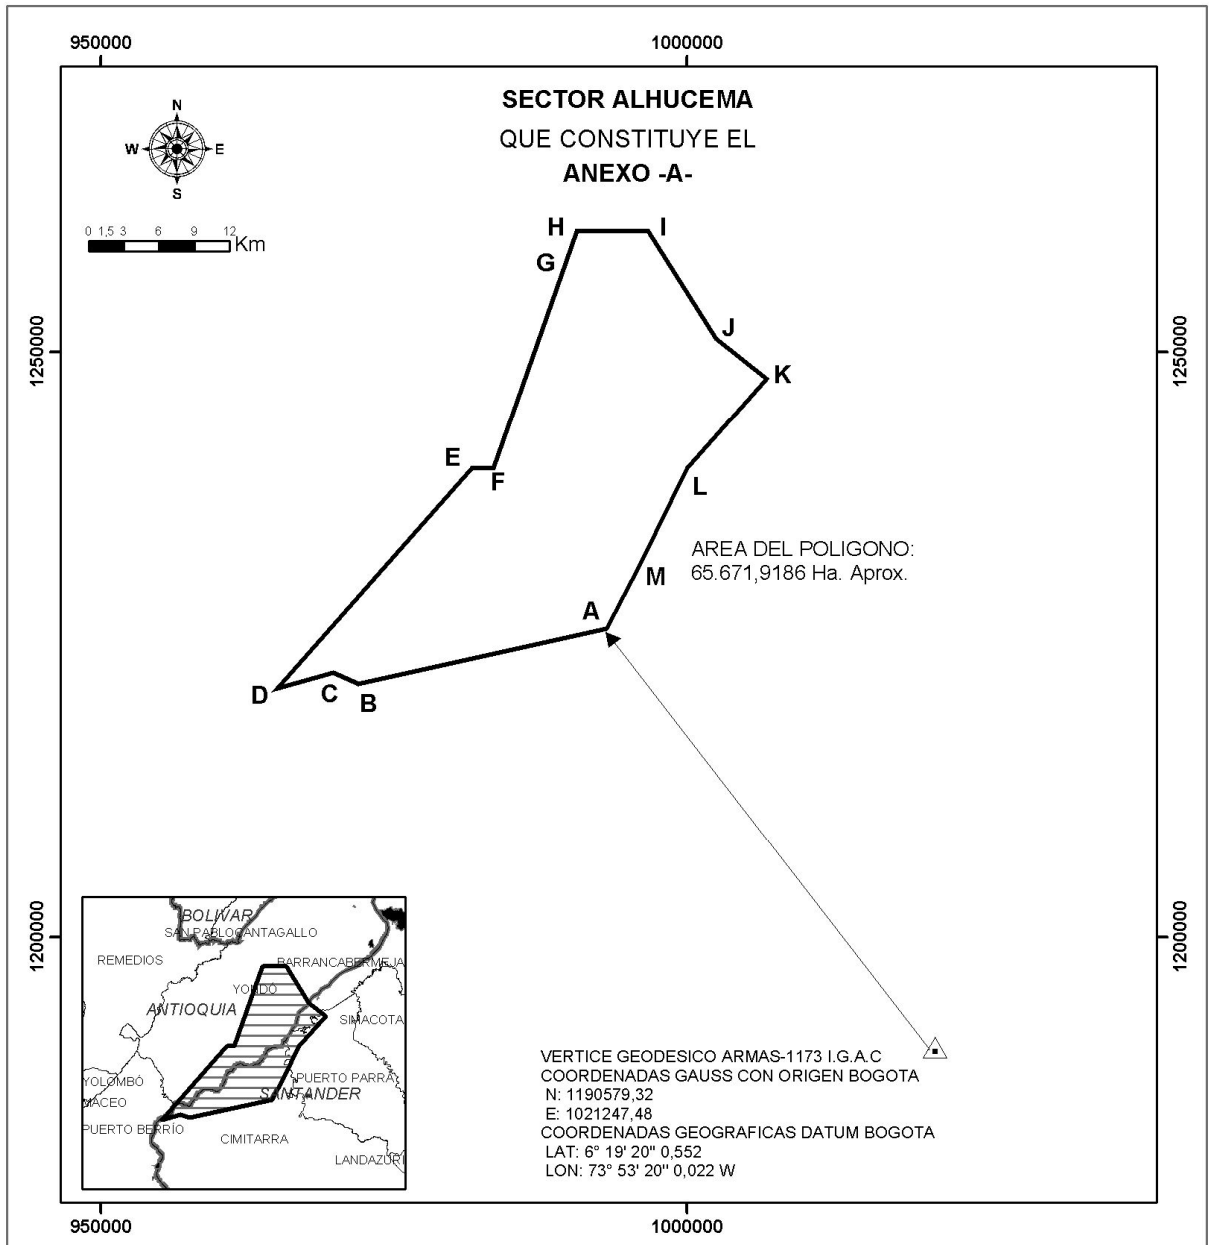 950000
1000000
SECTOR ALHUCEMA
QUE CONSTITUYE EL
ANEXO -A-
N
W
E
S
0 1,5 3 6 9 12
Km
H
I
G
J
K
1250000
1250000
E
F
L
AREA DEL POLIGONO:
65.671,9186 Ha. Aprox.
M
A
D
C
B
1200000
1200000
BOLIVAR
SAN PABLO
CANTAGALLO
REMEDIOS
BARRANCABERMEJA
YONDÓ
ANTIOQUIA
SIMACOTA
YOLOMBÓ
PUERTO PARRA
MACEO
SANTANDER
PUERTO BERRÍO
CIMITARRA
LANDAZURI
VERTICE GEODESICO ARMAS-1173 I.G.A.C
COORDENADAS GAUSS CON ORIGEN BOGOTA
N: 1190579,32
E: 1021247,48
COORDENADAS GEOGRAFICAS DATUM BOGOTA
LAT: 6° 19' 20" 0,552
LON: 73° 53' 20" 0,022 W
950000
1000000